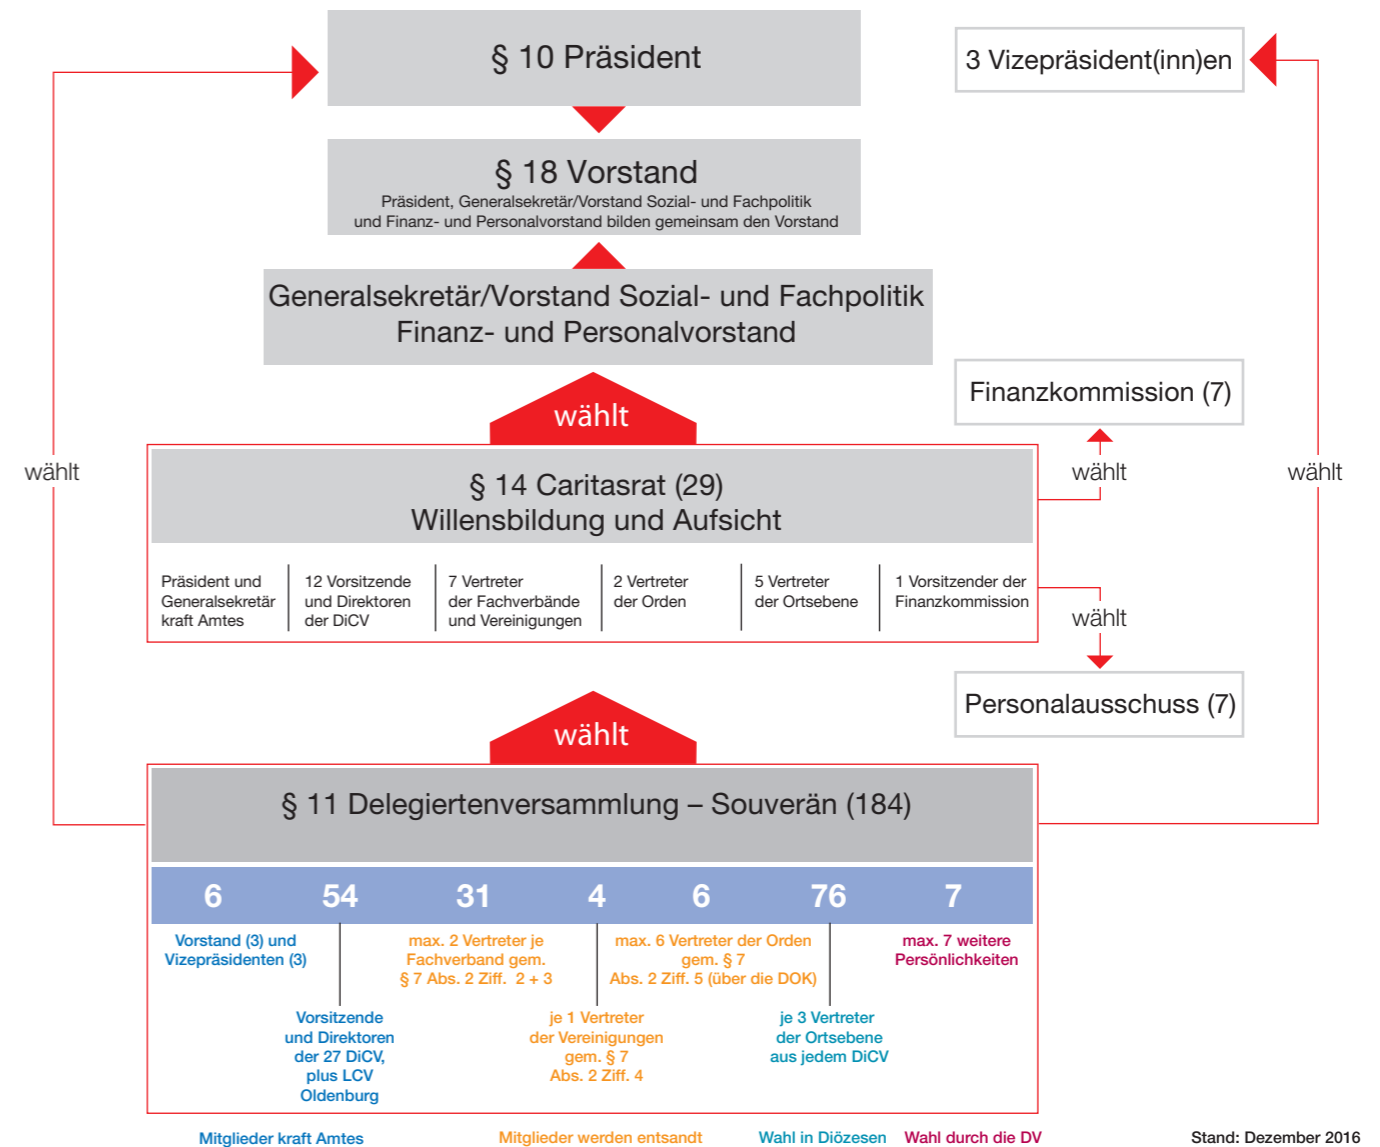 § 10 Präsident
3 Vizepräsident(inn)en
§ 18 Vorstand
Präsident, Generalsekretär/Vorstand Sozial- und Fachpolitik
und Finanz- und Personalvorstand bilden gemeinsam den Vorstand
Generalsekretär/Vorstand Sozial- und Fachpolitik
Finanz- und Personalvorstand
wählt
Finanzkommission (7)
wählt
wählt
wählt
§ 14 Caritasrat (29)
Willensbildung und Aufsicht
Präsident und
Generalsekretär
kraft Amtes
12 Vorsitzende
und Direktoren
der DiCV
7 Vertreter
der Fachverbände
und Vereinigungen
2 Vertreter
der Orden
5 Vertreter
der Ortsebene
1 Vorsitzender der
Finanzkommission
wählt
Personalausschuss (7)
wählt
§ 11 Delegiertenversammlung – Souverän (184)
6 54 31 4 6 76 7
Vorstand (3) und
Vizepräsidenten (3)
max. 2 Vertreter je
Fachverband gem.
§ 7 Abs. 2 Ziff. 2 + 3
max. 6 Vertreter der Orden
gem. § 7
Abs. 2 Ziff. 5 (über die DOK)
max. 7 weitere
Persönlichkeiten
Vorsitzende
und Direktoren
der 27 DiCV,
plus LCV
Oldenburg
je 1 Vertreter
der Vereinigungen
gem. § 7
Abs. 2 Ziff. 4
je 3 Vertreter
der Ortsebene
aus jedem DiCV
Mitglieder kraft Amtes
Mitglieder werden entsandt
Wahl in Diözesen
Wahl durch die DV
Stand: Dezember 2016